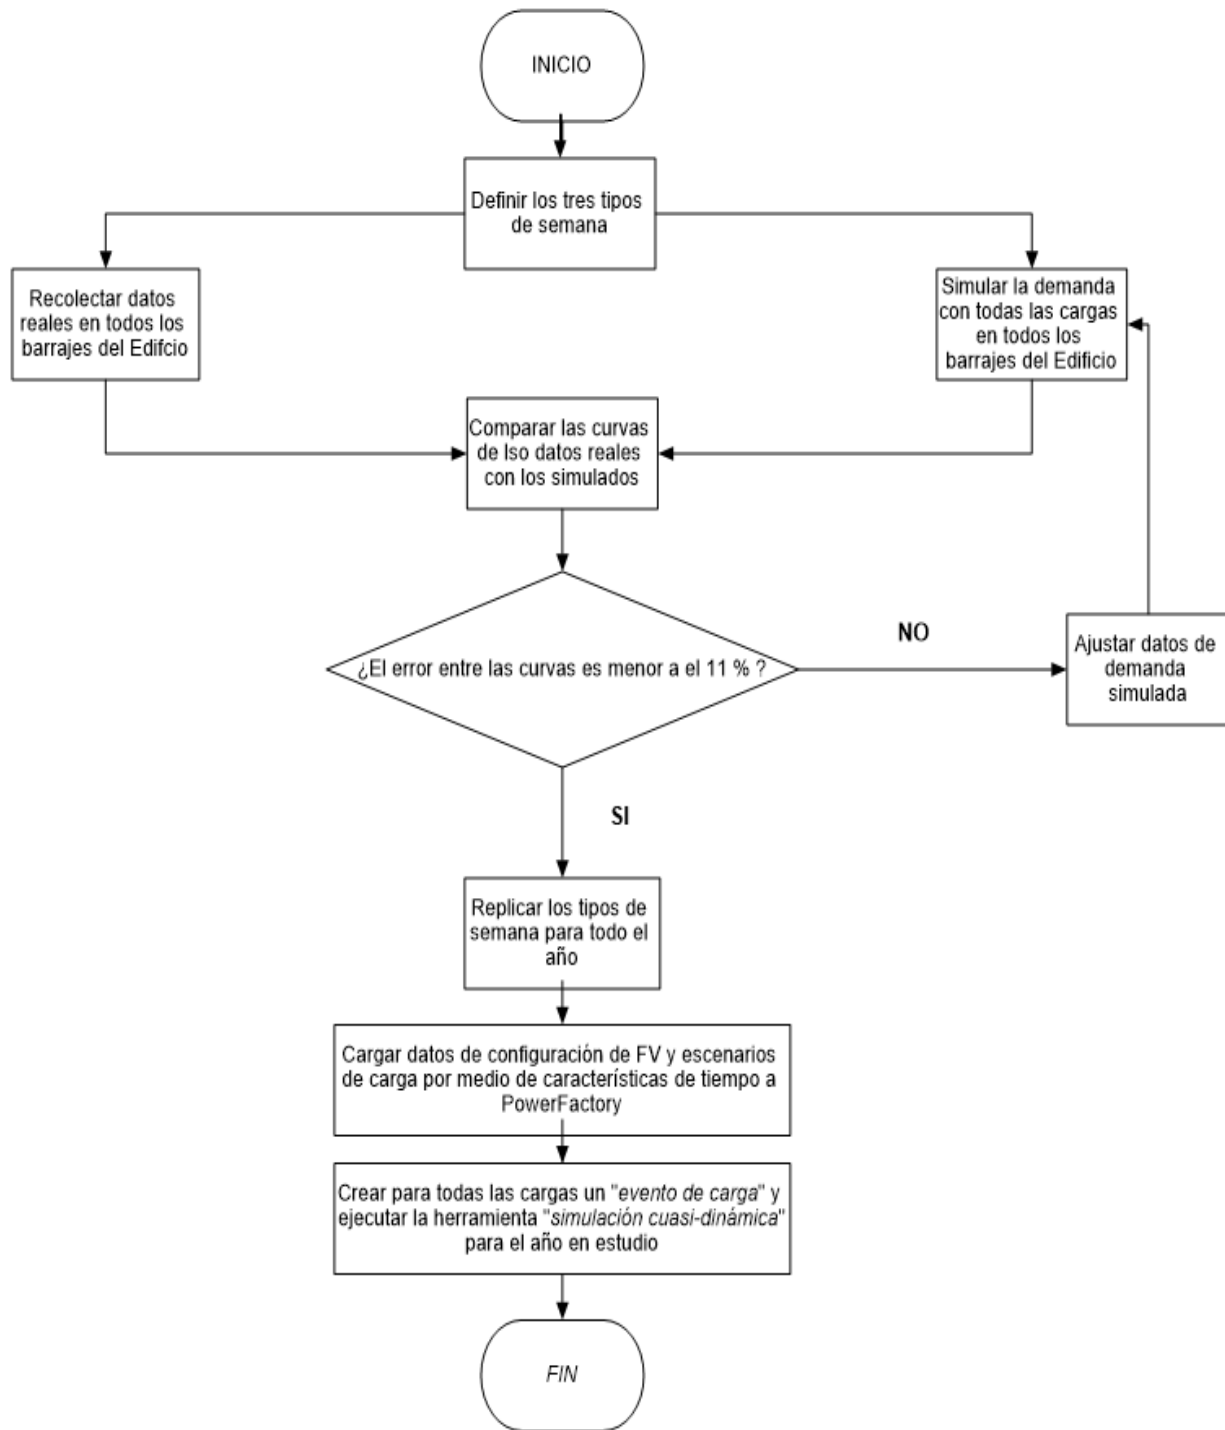 INICIO
Definir los tres tipos
de semana
Recolectar datos
reales en todos los
barrajes del Edifcio
Simular la demanda
con todas las cargas
en todos los
barrajes del Edificio
Comparar las curvas
de lso datos reales
con los simulados
¿El error entre las curvas es menor a el 11 % ?
NO
Ajustar datos de
demanda
simulada
SI
Replicar los tipos de
semana para todo el
año
Cargar datos de configuración de FV y escenarios
de carga por medio de características de tiempo a
PowerFactory
Crear para todas las cargas un "evento de carga" y
ejecutar la herramienta "simulación cuasi-dinámica"
para el año en estudio
FIN